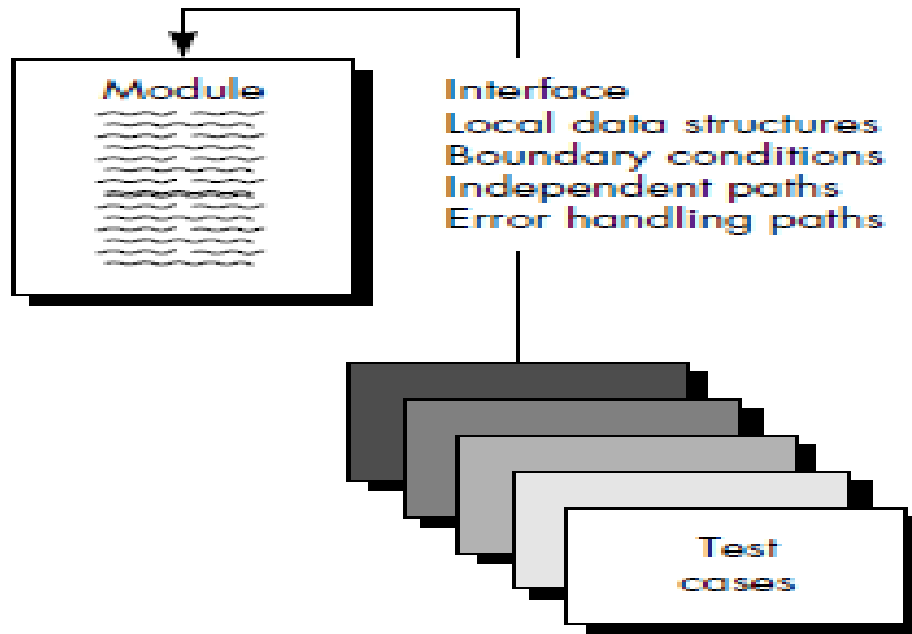 Module
Interface
Local data structures
Boundary conditions
Independent paths
Error handling paths
Test
cases